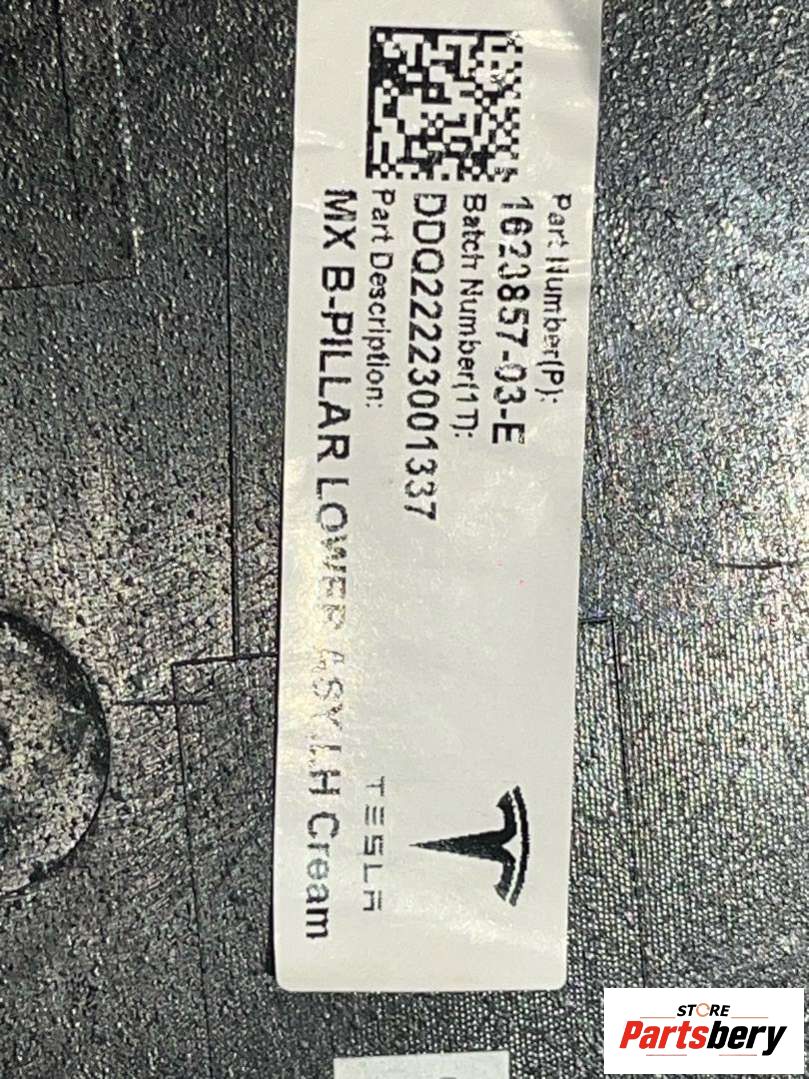 Part Number(P):
1623857-03-E
Batch Number(1T):
DDQ22223001337
Part Description:
MX B-PILLAR LOWER ASY LH Cream
TESLA
STORE
Partsbery